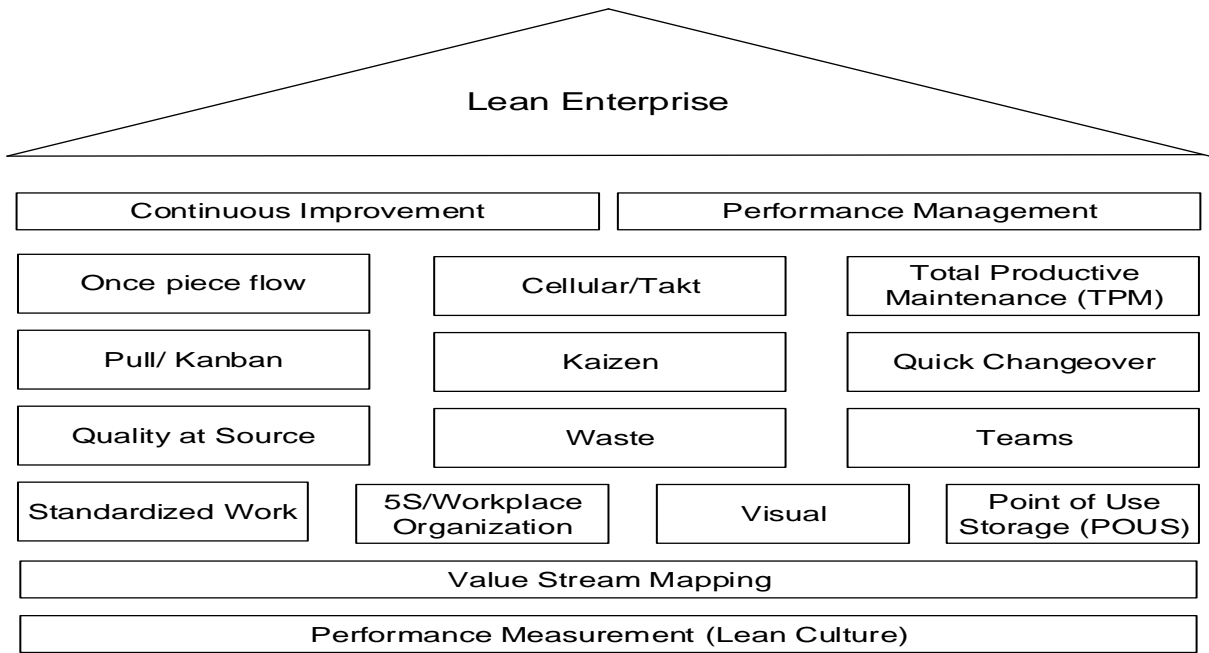 Lean Enterprise
Continuous Improvement
Performance Management
Once piece flow
Cellular/Takt
Total Productive
Maintenance (TPM)
Pull/ Kanban
Kaizen
Quick Changeover
Quality at Source
Waste
Teams
Standardized Work
5S/Workplace
Organization
Visual
Point of Use
Storage (POUS)
Value Stream Mapping
Performance Measurement (Lean Culture)